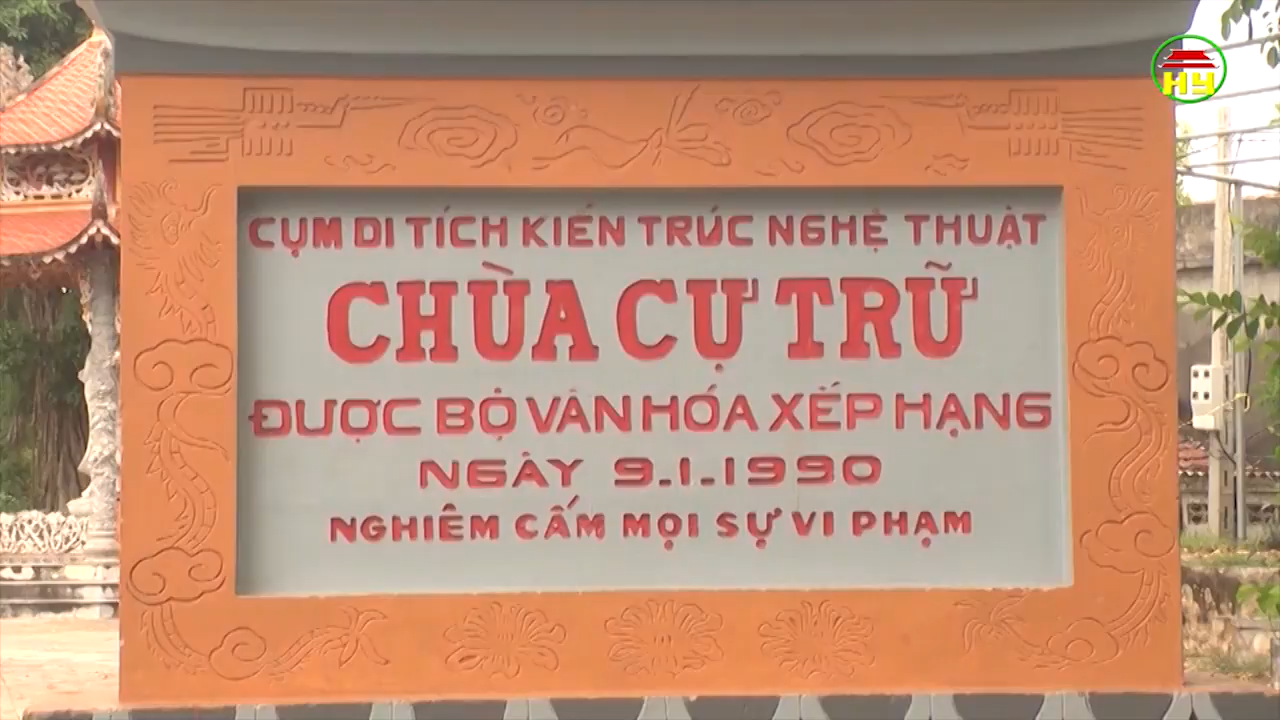 HY
CỤM DI TÍCH KIẾN TRÚC NGHỆ THUẬT
CHÙA CỰ TRỮ
ĐƯỢC BỘ VĂN HÓA XẾP HẠNG
NGÀY 9.1.1990
NGHIÊM CẤM MỌI SỰ VI PHẠM